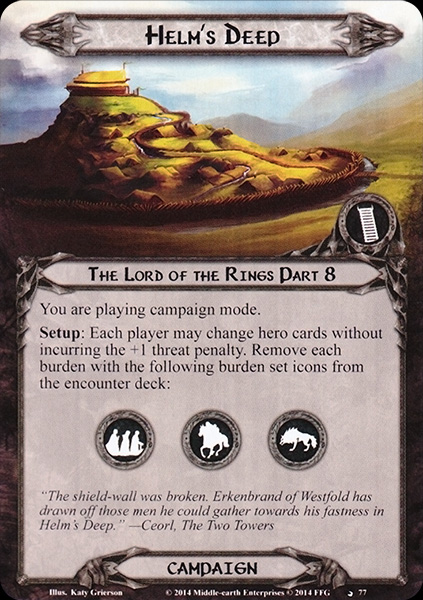 Helm's Deep
The Lord of the Rings Part 8
You are playing campaign mode.
Setup: Each player may change hero cards without
incurring the +1 threat penalty. Remove each
burden with the following burden set icons from
the encounter deck:
"The shield-wall was broken. Erkenbrand of Westfold has
drawn off those men he could gather towards his fastness in
Helm's Deep." —Ceorl, The Two Towers
CAMPAIGN
Illus. Katy Grierson © 2014 Middle-earth Enterprises © 2014 FFG 77